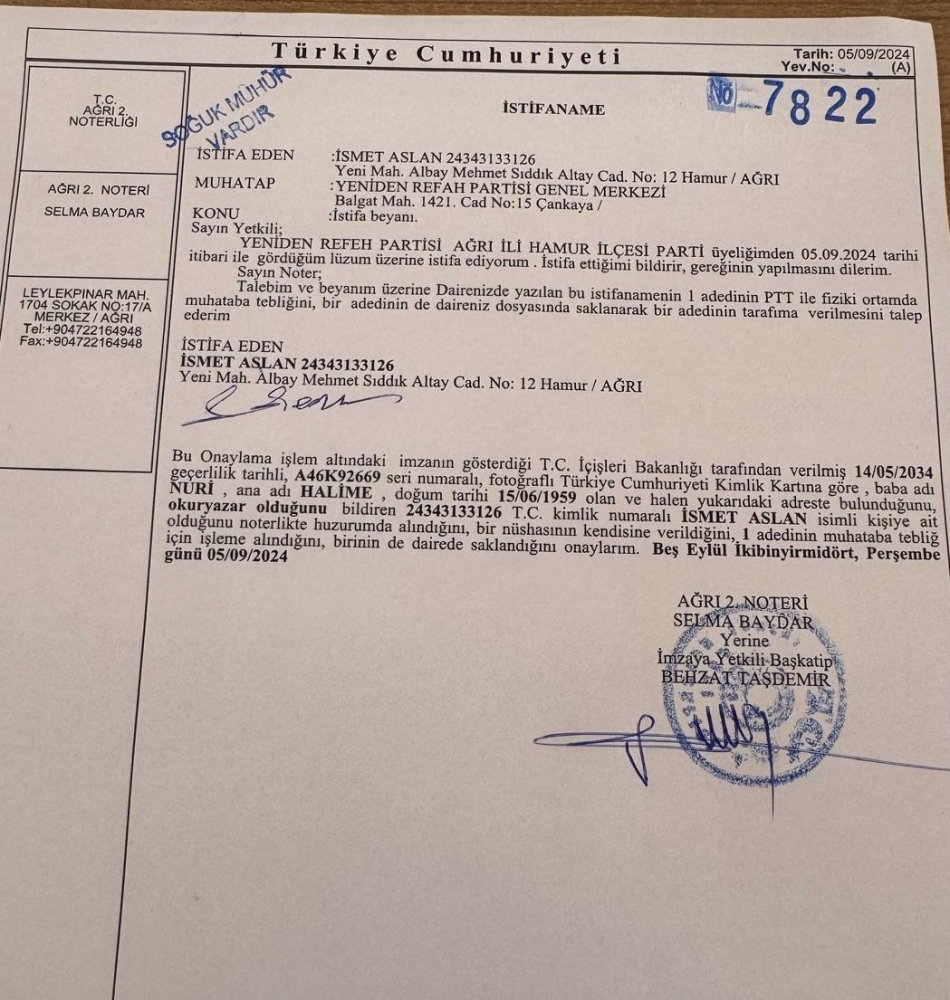 Türkiye Cumhuriyeti
Tarih: 05/09/2024
Yev.No: (A)
No 7822
T.C.
AĞRI 2.
NOTERLİĞİ
SOĞUK MÜHÜR
VARDIR
AĞRI 2. NOTERİ
SELMA BAYDAR
LEYLEKPINAR MAH.
1704 SOKAK NO:17/A
MERKEZ / AĞRI
Tel:+904722164948
Fax:+904722164948
İSTİFANAME
İSTİFA EDEN :İSMET ASLAN 24343133126
Yeni Mah. Albay Mehmet Sıddık Altay Cad. No: 12 Hamur / AĞRI
MUHATAP :YENİDEN REFAH PARTİSİ GENEL MERKEZİ
Balgat Mah. 1421. Cad No:15 Çankaya /
KONU :İstifa beyanı.
Sayın Yetkili;
YENİDEN REFEH PARTİSİ AĞRI İLİ HAMUR İLÇESİ PARTİ üyeliğimden 05.09.2024 tarihi
itibari ile gördüğüm lüzum üzerine istifa ediyorum . İstifa ettiğimi bildirir, gereğinin yapılmasını dilerim.
Sayın Noter;
Talebim ve beyanım üzerine Dairenizde yazılan bu istifanamenin 1 adedinin PTT ile fiziki ortamda
muhataba tebliğini, bir adedinin de daireniz dosyasında saklanarak bir adedinin tarafıma verilmesini talep
ederim
İSTİFA EDEN
İSMET ASLAN 24343133126
Yeni Mah. Albay Mehmet Sıddık Altay Cad. No: 12 Hamur / AĞRI
Bu Onaylama işlem altındaki imzanın gösterdiği T.C. İçişleri Bakanlığı tarafından verilmiş 14/05/2034
geçerlilik tarihli, A46K92669 seri numaralı, fotoğraflı Türkiye Cumhuriyeti Kimlik Kartına göre , baba adı
NURİ , ana adı HALİME , doğum tarihi 15/06/1959 olan ve halen yukarıdaki adreste bulunduğunu,
okuryazar olduğunu bildiren 24343133126 T.C. kimlik numaralı İSMET ASLAN isimli kişiye ait
olduğunu noterlikte huzurumda alındığını, bir nüshasının kendisine verildiğini, 1 adedinin muhataba tebliğ
için işleme alındığını, birinin de dairede saklandığını onaylarım. Beş Eylül İkibinyirmidört, Perşembe
günü 05/09/2024
AĞRI 2. NOTERİ
SELMA BAYDAR
Yerine
İmzaya Yetkili Başkatip
BEHZAT TAŞDEMİR